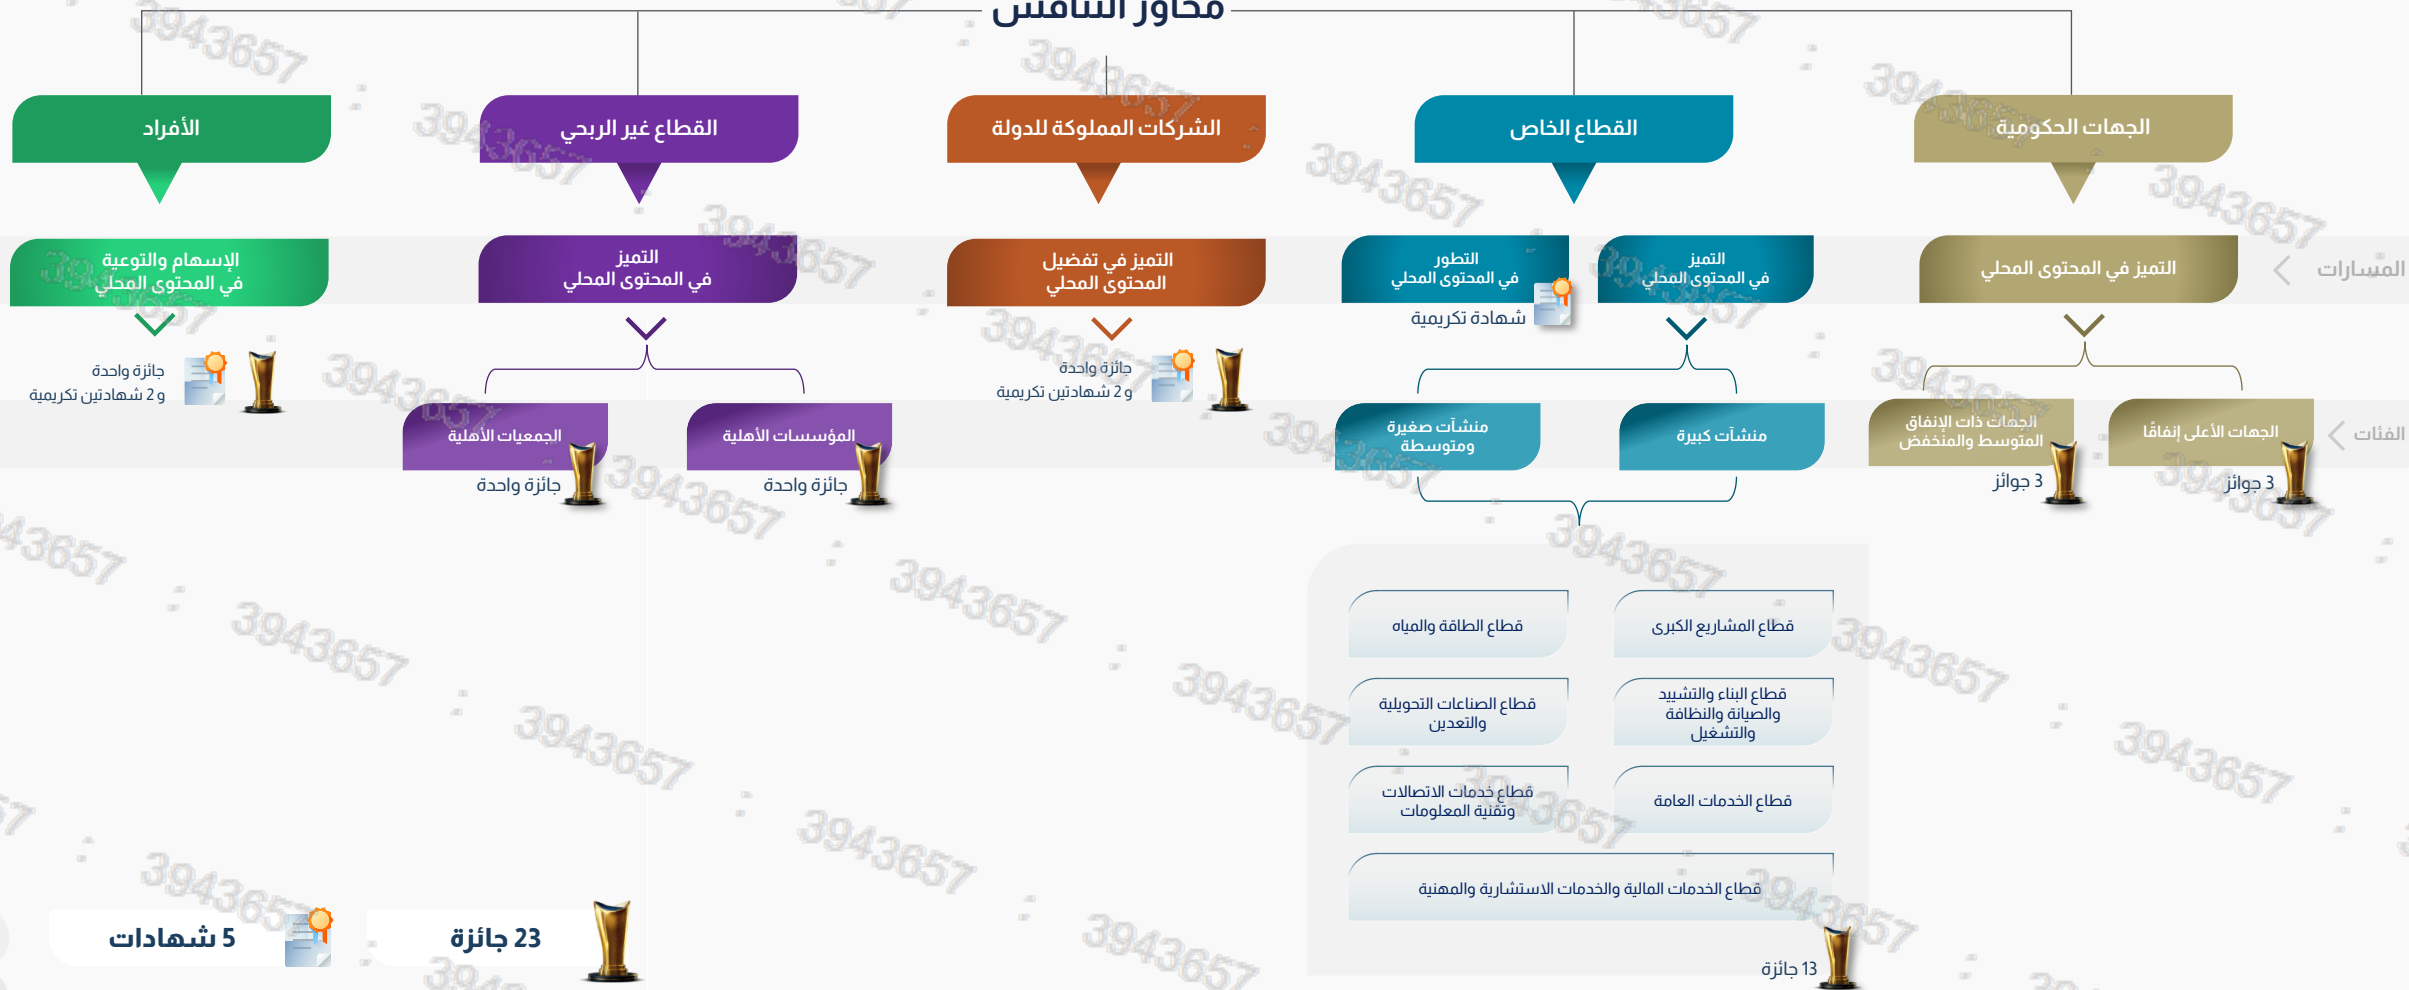 محاور التنافس
الجهات الحكومية
القطاع الخاص
الشركات المملوكة للدولة
القطاع غير الربحي
الأفراد
المسارات
التميز في المحتوى المحلي
التميز
في المحتوى المحلي
التطور
في المحتوى المحلي
شهادة تكريمية
التميز في تفضيل
المحتوى المحلي
جائزة واحدة
و 2 شهادتين تكريمية
التميز
في المحتوى المحلي
الإسهام والتوعية
في المحتوى المحلي
جائزة واحدة
و 2 شهادتين تكريمية
الفئات
الجهات الأعلى إنفاقًا
3 جوائز
الجهات ذات الإنفاق
المتوسط والمنخفض
3 جوائز
منشآت كبيرة
منشآت صغيرة
ومتوسطة
المؤسسات الأهلية
جائزة واحدة
الجمعيات الأهلية
جائزة واحدة
قطاع المشاريع الكبرى
قطاع الطاقة والمياه
قطاع البناء والتشييد
والصيانة والنظافة
والتشغيل
قطاع الصناعات التحويلية
والتعدين
قطاع الخدمات العامة
قطاع خدمات الاتصالات
وتقنية المعلومات
قطاع الخدمات المالية والخدمات الاستشارية والمهنية
13 جائزة
23 جائزة
5 شهادات
3943657